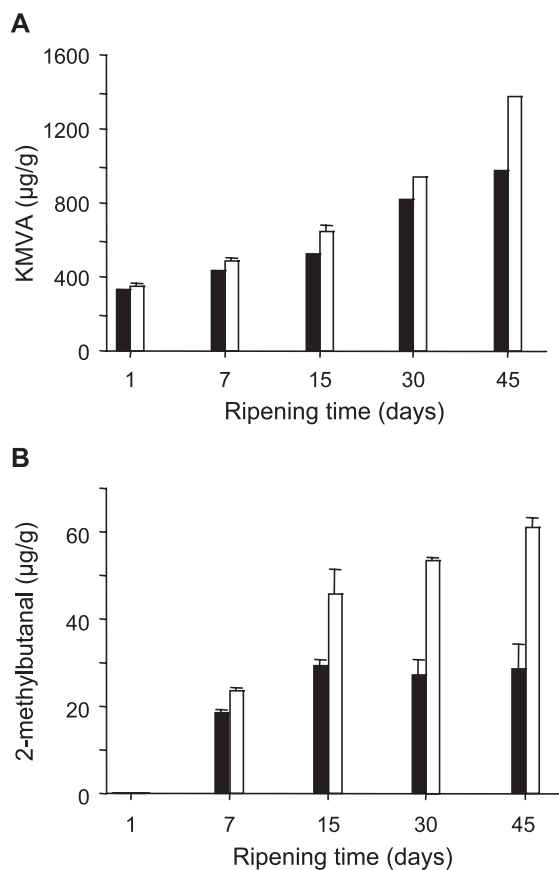 A
1600
1200
800
400
0
KMVA (µg/g)
1 7 15 30 45
Ripening time (days)
B
60
40
20
0
2-methylbutanal (µg/g)
1 7 15 30 45
Ripening time (days)